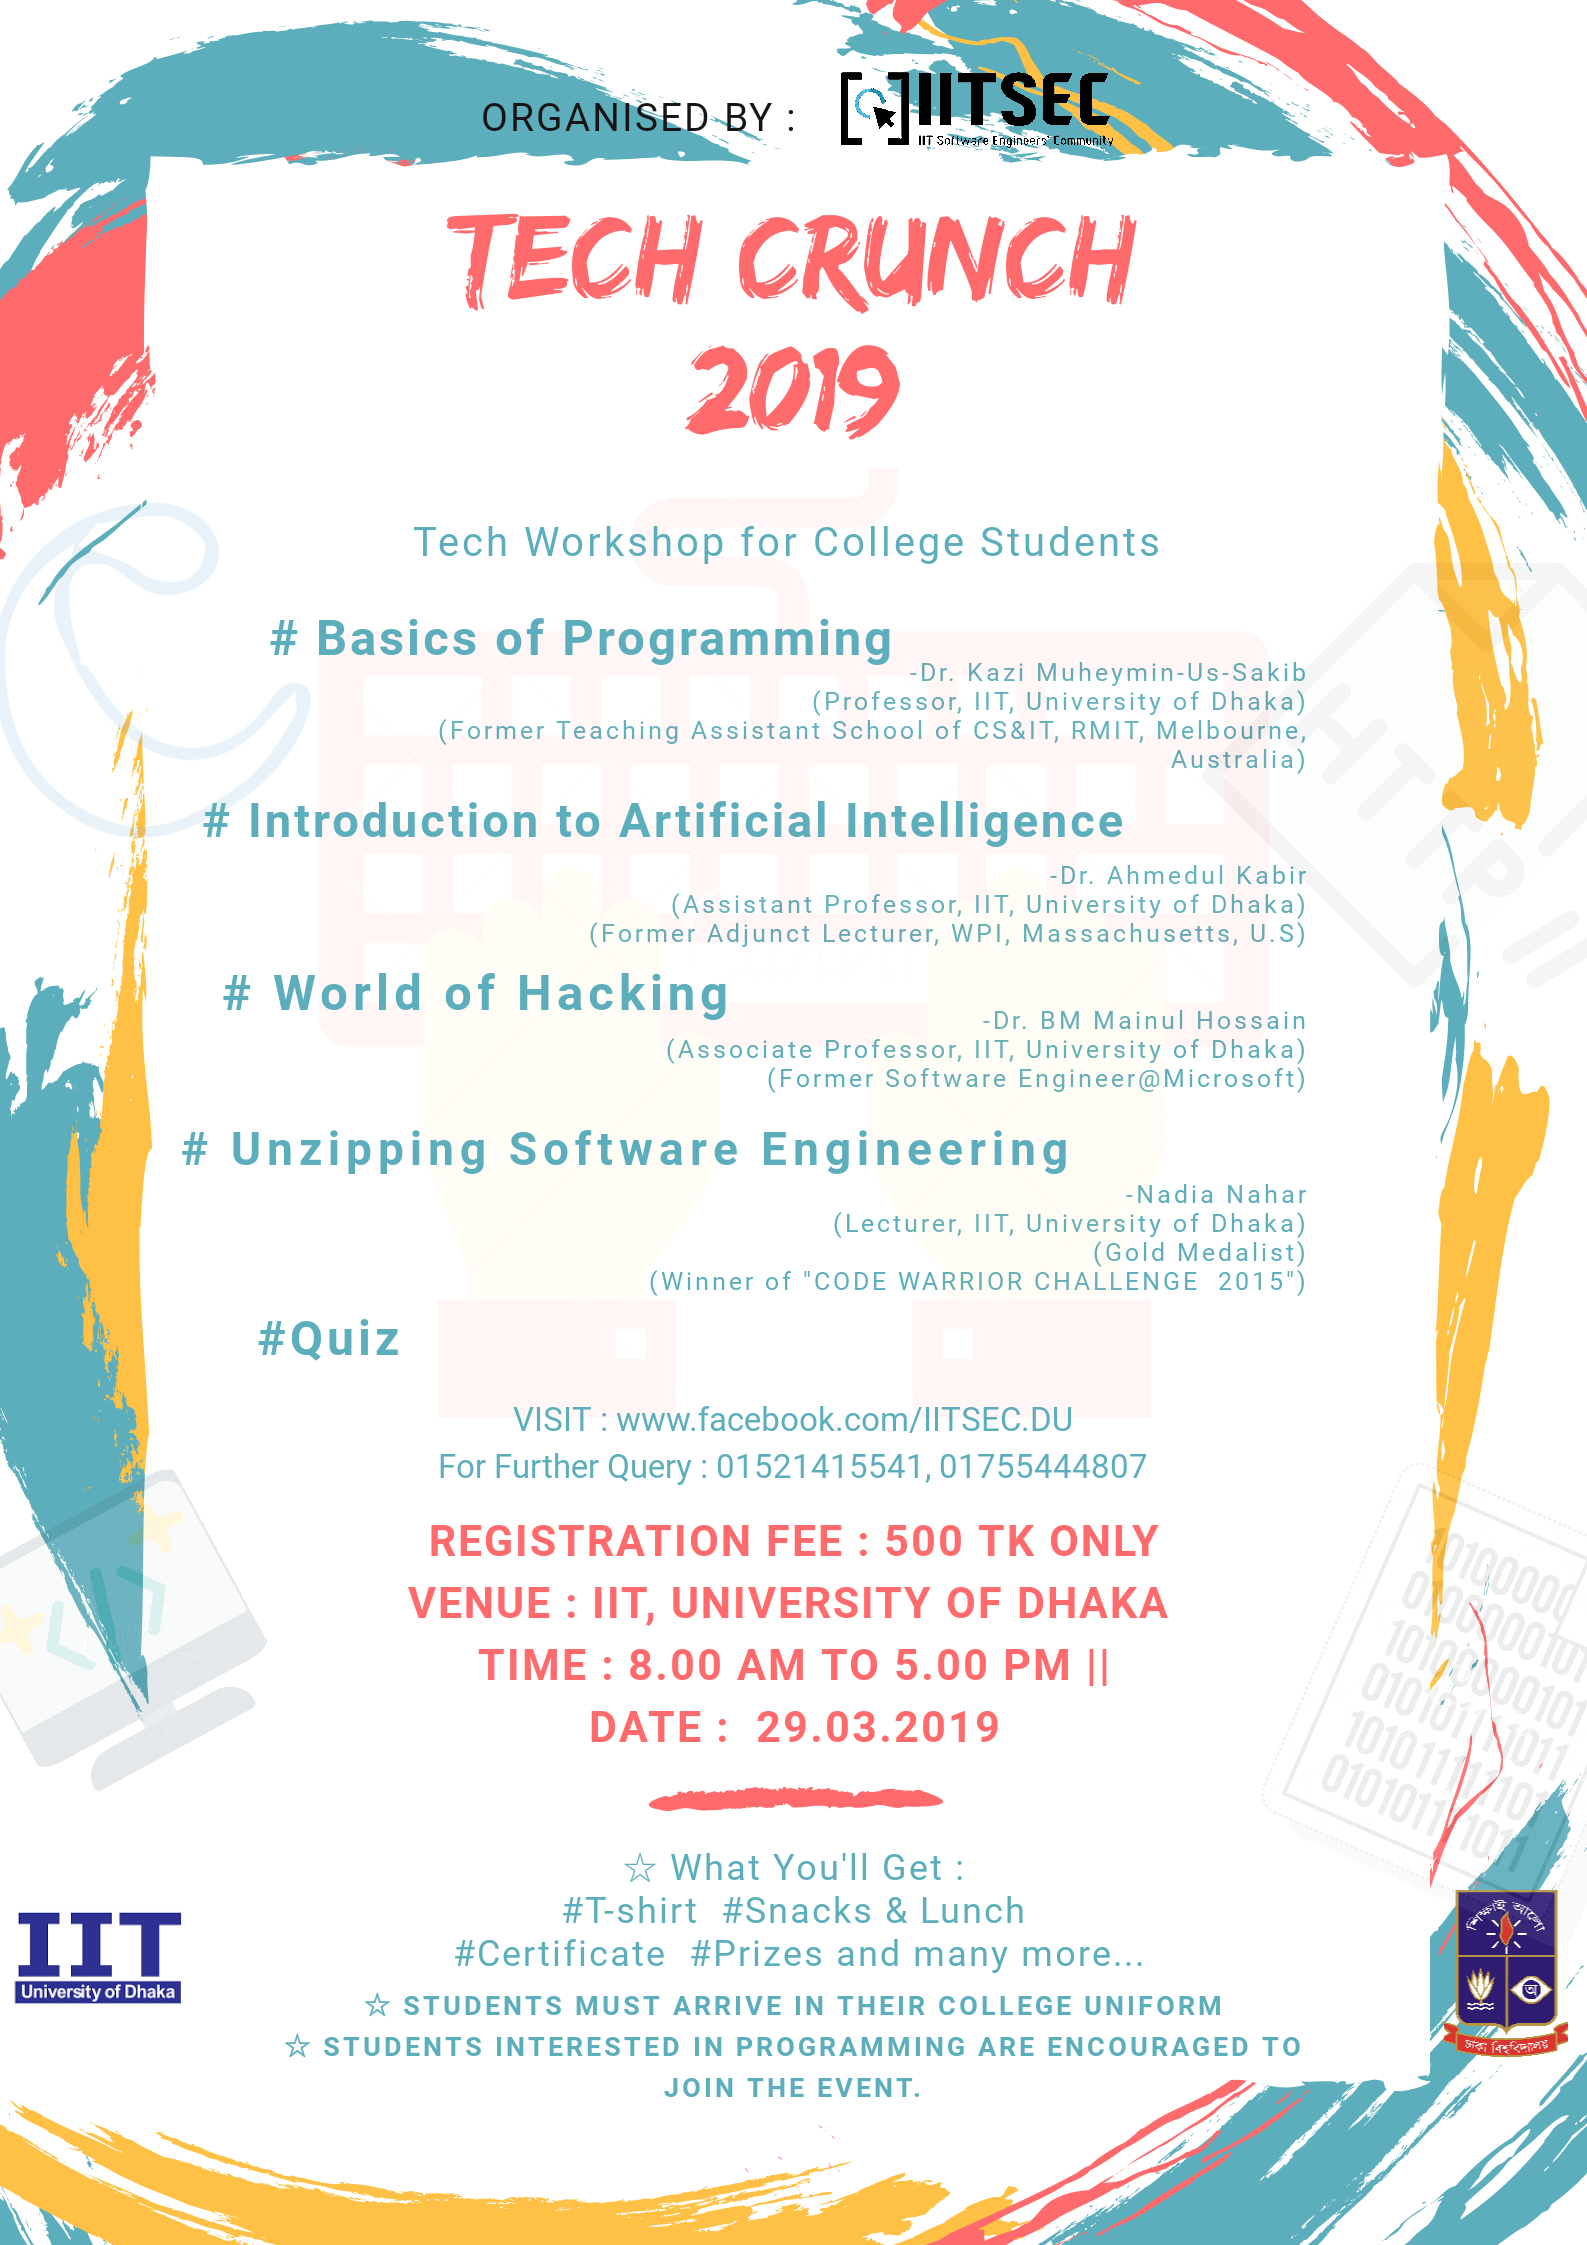 ORGANISED BY :
IITSEC
IIT Software Engineers' Community
TECH CRUNCH
2019
Tech Workshop for College Students
# Basics of Programming
-Dr. Kazi Muheymin-Us-Sakib
(Professor, IIT, University of Dhaka)
(Former Teaching Assistant School of CS&IT, RMIT, Melbourne,
Australia)
HTTP://
# Introduction to Artificial Intelligence
-Dr. Ahmedul Kabir
(Assistant Professor, IIT, University of Dhaka)
(Former Adjunct Lecturer, WPI, Massachusetts, U.S)
# World of Hacking
-Dr. BM Mainul Hossain
(Associate Professor, IIT, University of Dhaka)
(Former Software Engineer@Microsoft)
# Unzipping Software Engineering
-Nadia Nahar
(Lecturer, IIT, University of Dhaka)
(Gold Medalist)
(Winner of "CODE WARRIOR CHALLENGE  2015")
#Quiz
VISIT : www.facebook.com/IITSEC.DU
For Further Query : 01521415541, 01755444807
REGISTRATION FEE : 500 TK ONLY
VENUE : IIT, UNIVERSITY OF DHAKA
TIME : 8.00 AM TO 5.00 PM ||
DATE :  29.03.2019
☆ What You'll Get :
#T-shirt  #Snacks & Lunch
#Certificate  #Prizes and many more...
☆ STUDENTS MUST ARRIVE IN THEIR COLLEGE UNIFORM
☆ STUDENTS INTERESTED IN PROGRAMMING ARE ENCOURAGED TO
JOIN THE EVENT.
IIT
University of Dhaka
শিক্ষাই আলো
অ
ঢাকা বিশ্ববিদ্যালয়